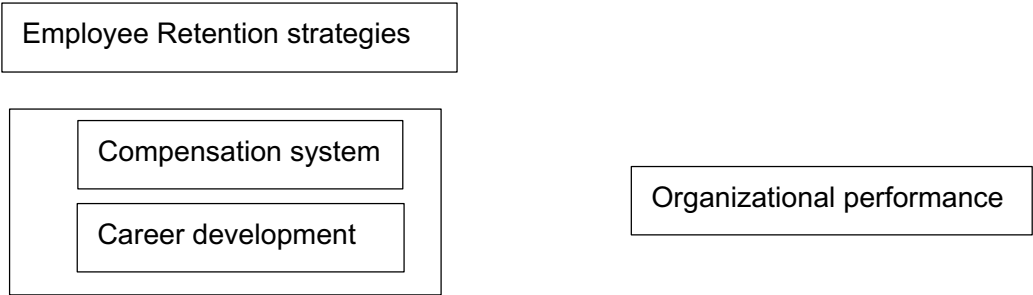 Employee Retention strategies
Compensation system
Career development
Organizational performance